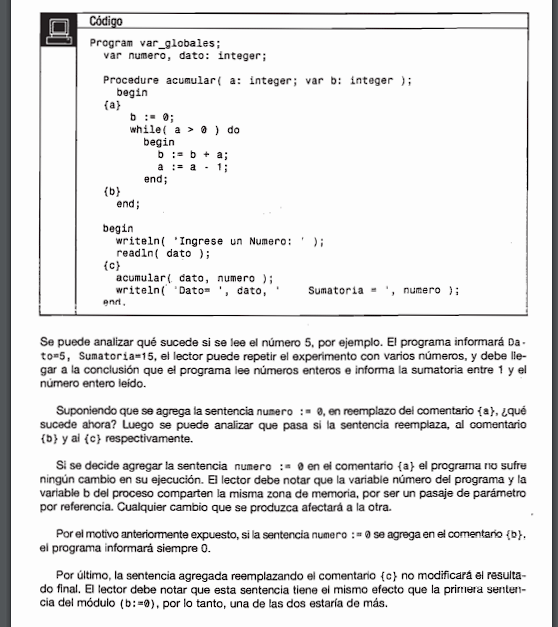 Código
Program var_globales;
var numero, dato: integer;
Procedure acumular( a: integer; var b: integer );
begin
{a}
b := 0;
while( a > 0 ) do
begin
b := b + a;
a := a - 1;
end;
{b}
end;
begin
writeln( 'Ingrese un Numero: ' );
readln( dato );
{c}
acumular( dato, numero );
writeln( 'Dato= ', dato, '    Sumatoria = ', numero );
end.
Se puede analizar qué sucede si se lee el número 5, por ejemplo. El programa informará Da-
to=5, Sumatoria=15, el lector puede repetir el experimento con varios números, y debe lle-
gar a la conclusión que el programa lee números enteros e informa la sumatoria entre 1 y el
número entero leído.
Suponiendo que se agrega la sentencia numero := 0, en reemplazo del comentario {a}, ¿qué
sucede ahora? Luego se puede analizar que pasa si la sentencia reemplaza, al comentario
{b} y al {c} respectivamente.
Si se decide agregar la sentencia numero := 0 en el comentario {a} el programa no sufre
ningún cambio en su ejecución. El lector debe notar que la variable número del programa y la
variable b del proceso comparten la misma zona de memoria, por ser un pasaje de parámetro
por referencia. Cualquier cambio que se produzca afectará a la otra.
Por el motivo anteriormente expuesto, si la sentencia numero := 0 se agrega en el comentario {b},
el programa informará siempre 0.
Por último, la sentencia agregada reemplazando el comentario {c} no modificará el resulta-
do final. El lector debe notar que esta sentencia tiene el mismo efecto que la primera senten-
cia del módulo (b:=0), por lo tanto, una de las dos estaría de más.